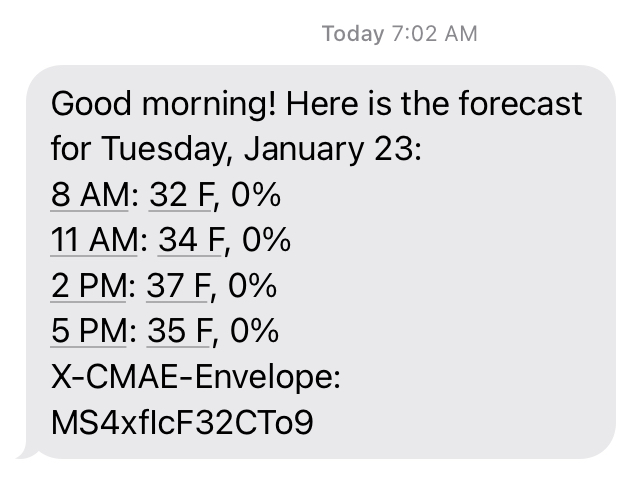 Today 7:02 AM
Good morning! Here is the forecast
for Tuesday, January 23:
8 AM: 32 F, 0%
11 AM: 34 F, 0%
2 PM: 37 F, 0%
5 PM: 35 F, 0%
X-CMAE-Envelope:
MS4xfIcF32CTo9